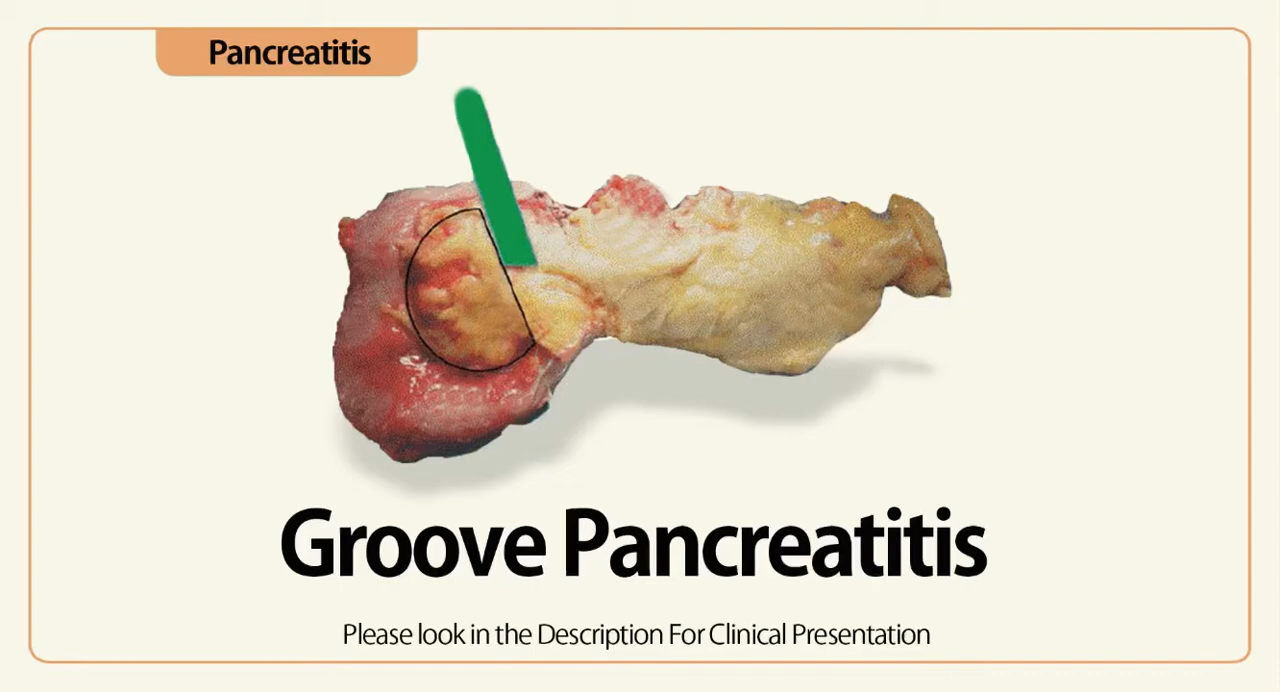 Pancreatitis
Groove Pancreatitis
Please look in the Description For Clinical Presentation